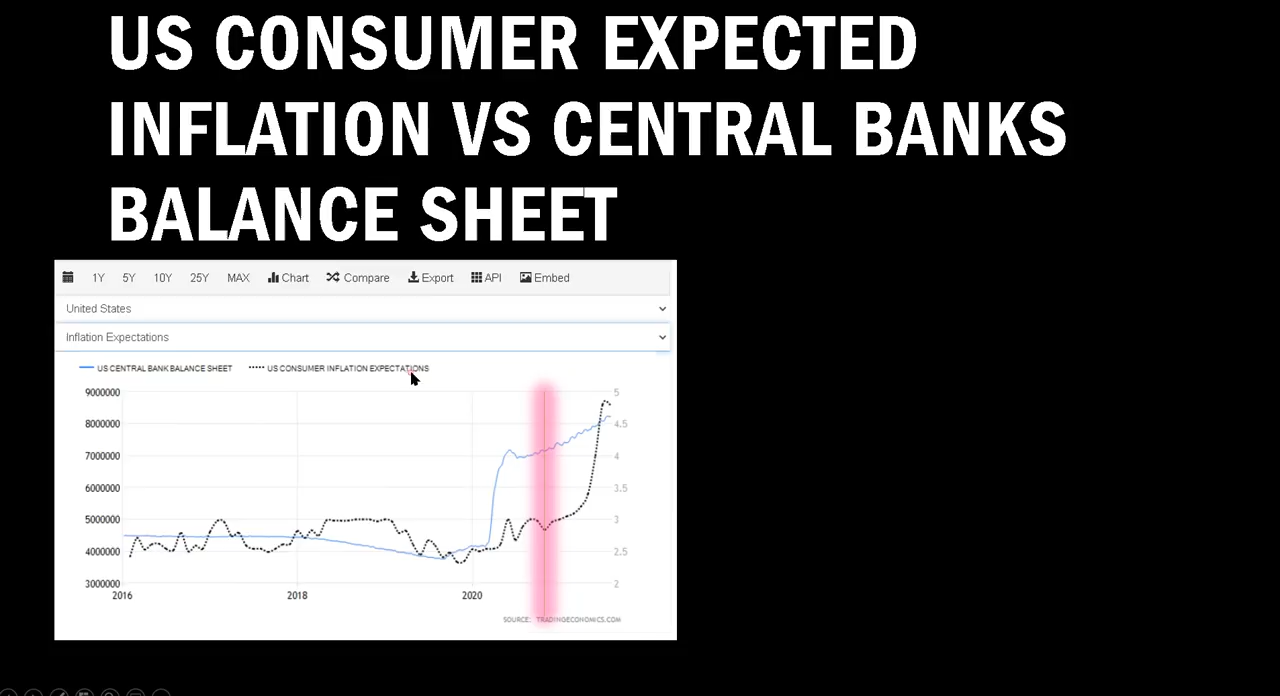 US CONSUMER EXPECTED
INFLATION VS CENTRAL BANKS
BALANCE SHEET
1Y 5Y 10Y 25Y MAX Chart Compare Export API Embed
United States
Inflation Expectations
US CENTRAL BANK BALANCE SHEET US CONSUMER INFLATION EXPECTATIONS
9000000 5
8000000 4.5
7000000 4
6000000 3.5
5000000 3
4000000 2.5
3000000 2
2016 2018 2020
SOURCE: TRADINGECONOMICS.COM